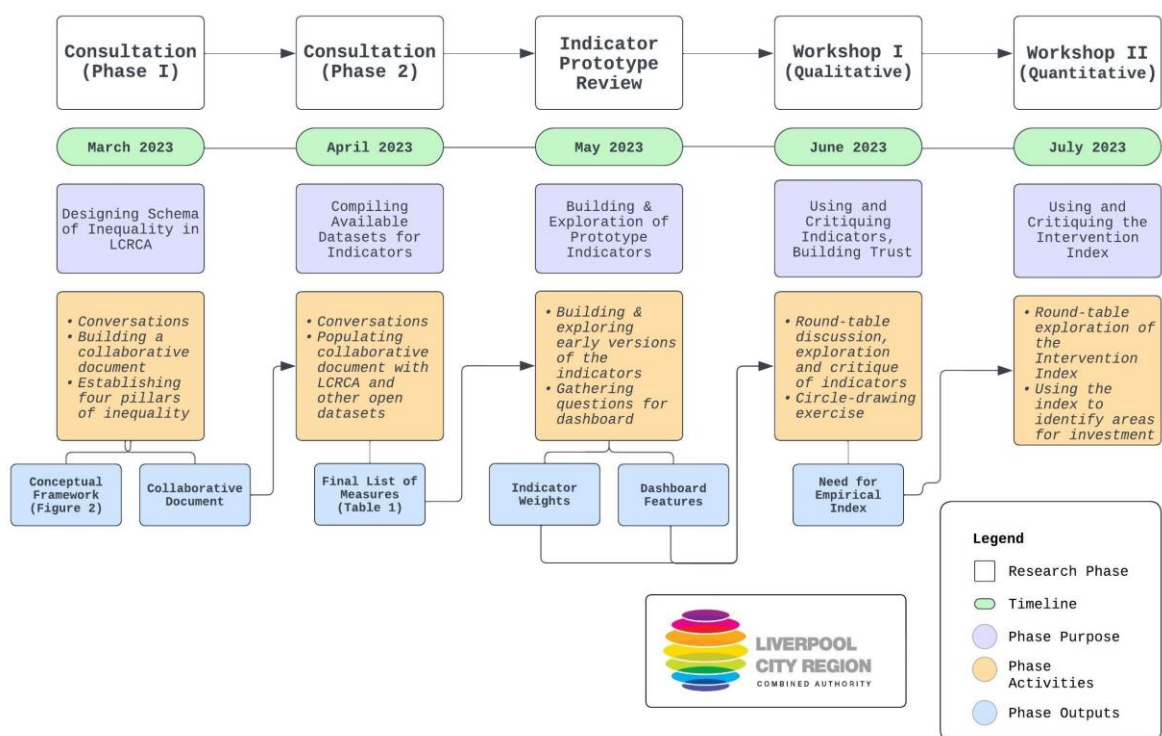 Consultation
(Phase I)
Consultation
(Phase 2)
Indicator
Prototype
Review
Workshop I
(Qualitative)
Workshop II
(Quantitative)
March 2023
April 2023
May 2023
June 2023
July 2023
Designing Schema
of Inequality in
LCRCA
Compiling
Available
Datasets for
Indicators
Building &
Exploration of
Prototype
Indicators
Using and
Critiquing
Indicators,
Building Trust
Using and
Critiquing the
Intervention
Index
• Conversations
• Building a
collaborative
document
• Establishing
four pillars
of inequality
• Conversations
• Populating
collaborative
document with
LCRCA and
other open
datasets
• Building &
exploring
early versions
of the
indicators
• Gathering
questions for
dashboard
• Round-table
discussion,
exploration
and critique
of indicators
• Circle-drawing
exercise
• Round-table
exploration of
the
Intervention
Index
• Using the
index to
identify areas
for investment
Conceptual
Framework
(Figure 2)
Collaborative
Document
Final List of
Measures
(Table 1)
Indicator
Weights
Dashboard
Features
Need for
Empirical
Index
LIVERPOOL
CITY REGION
COMBINED AUTHORITY
Legend
Research Phase
Timeline
Phase Purpose
Phase
Activities
Phase Outputs